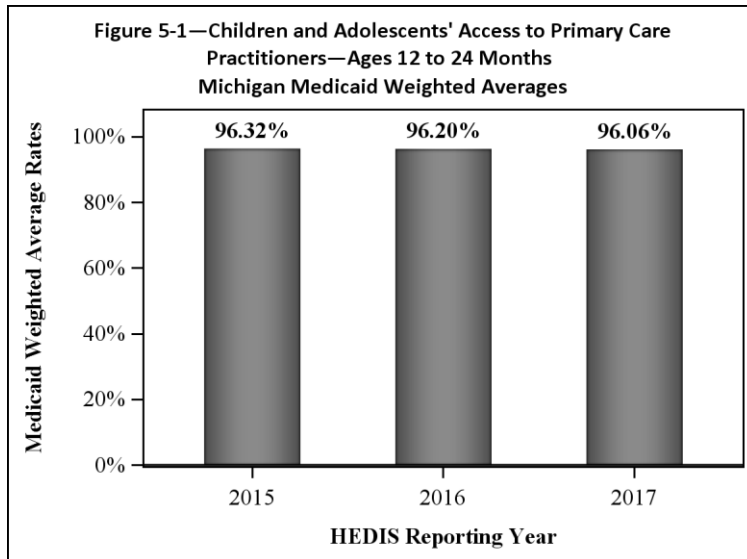 Figure 5-1—Children and Adolescents' Access to Primary Care
Practitioners—Ages 12 to 24 Months
Michigan Medicaid Weighted Averages
Medicaid Weighted Average Rates
100%
80%
60%
40%
20%
0%
96.32%
96.20%
96.06%
2015
2016
2017
HEDIS Reporting Year